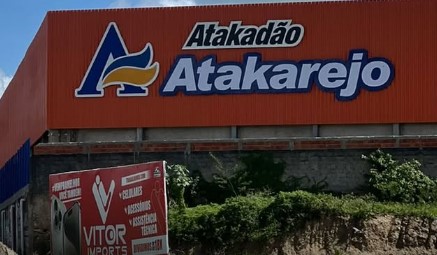 Atakadão
Atakarejo
VITOR
IMPORTS
CELULARES
ACESSÓRIOS
ASSISTÊNCIA
TÉCNICA